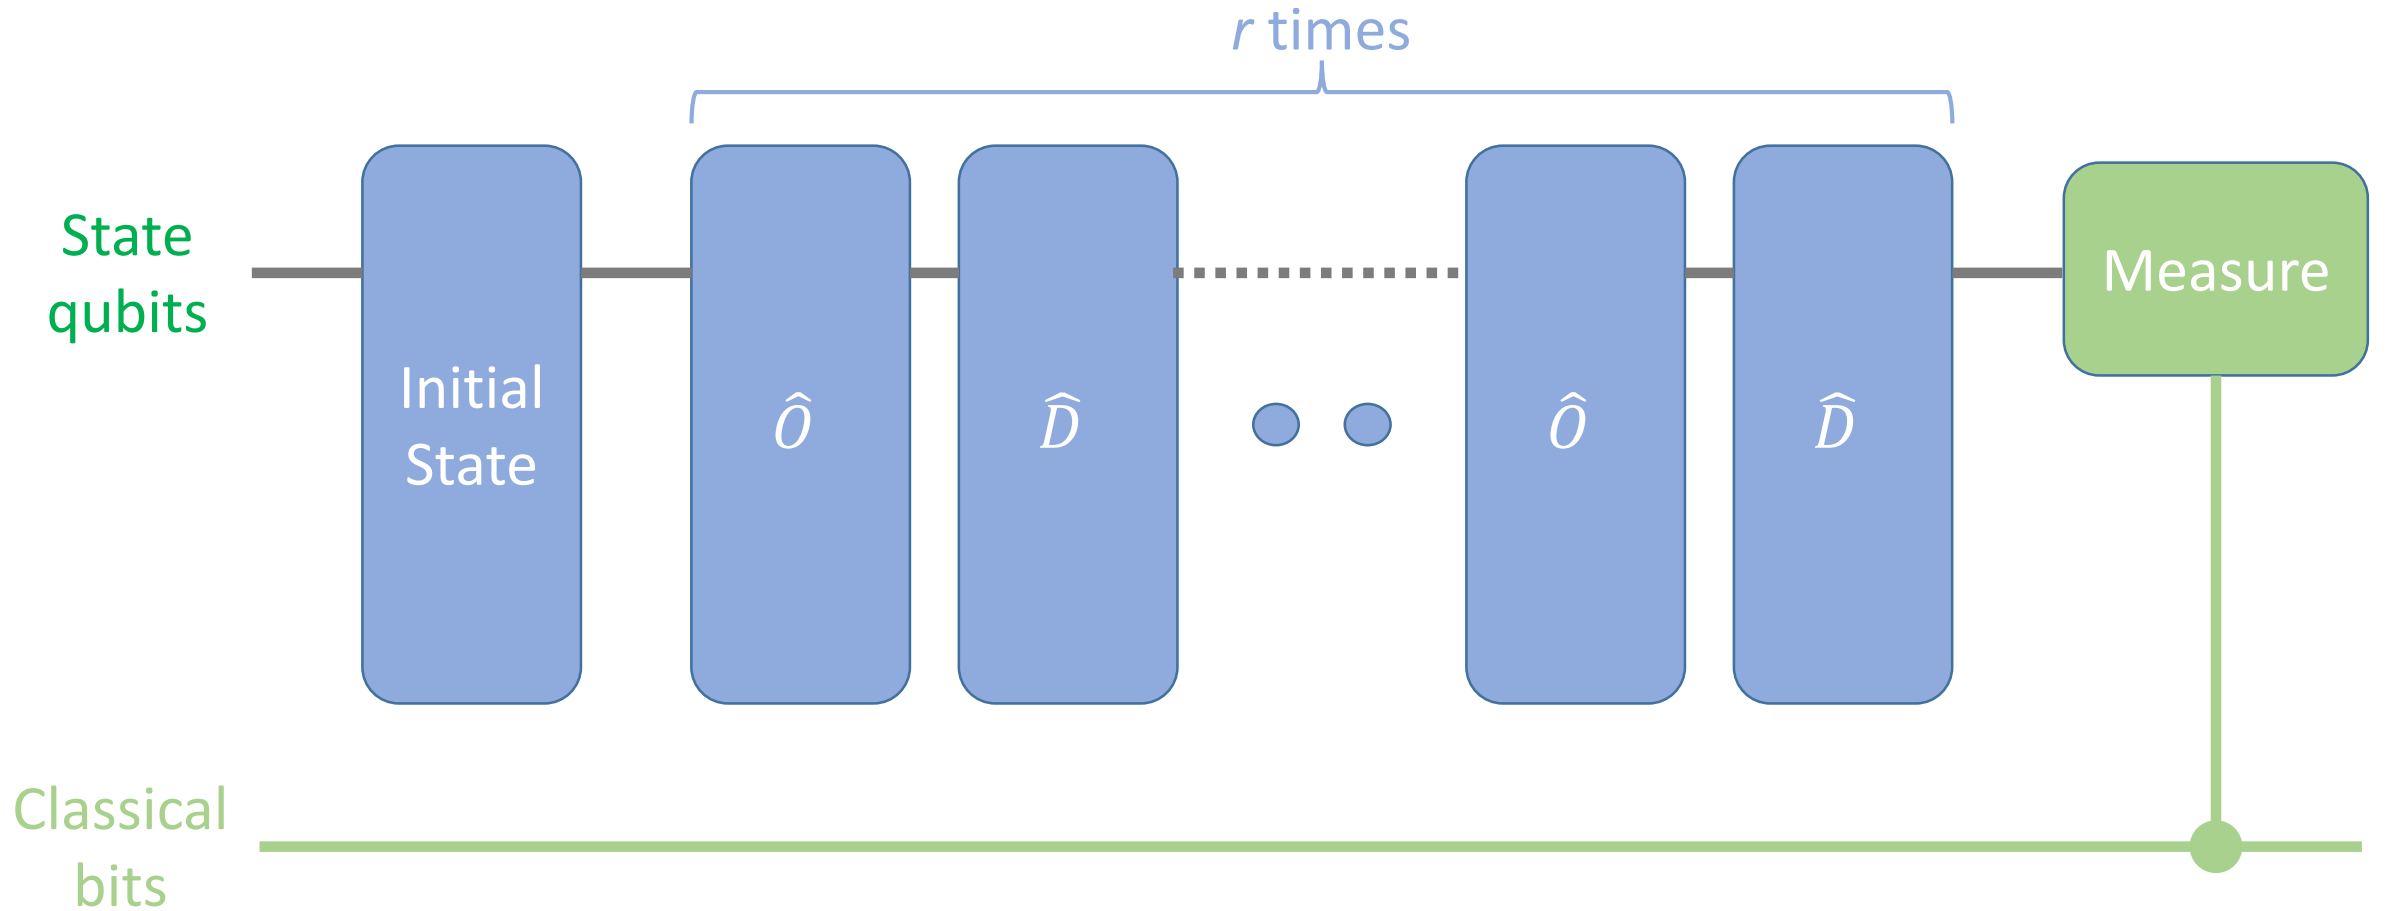 r times
State
qubits
Initial
State
Ô
D̂
Ô
D̂
Measure
Classical
bits